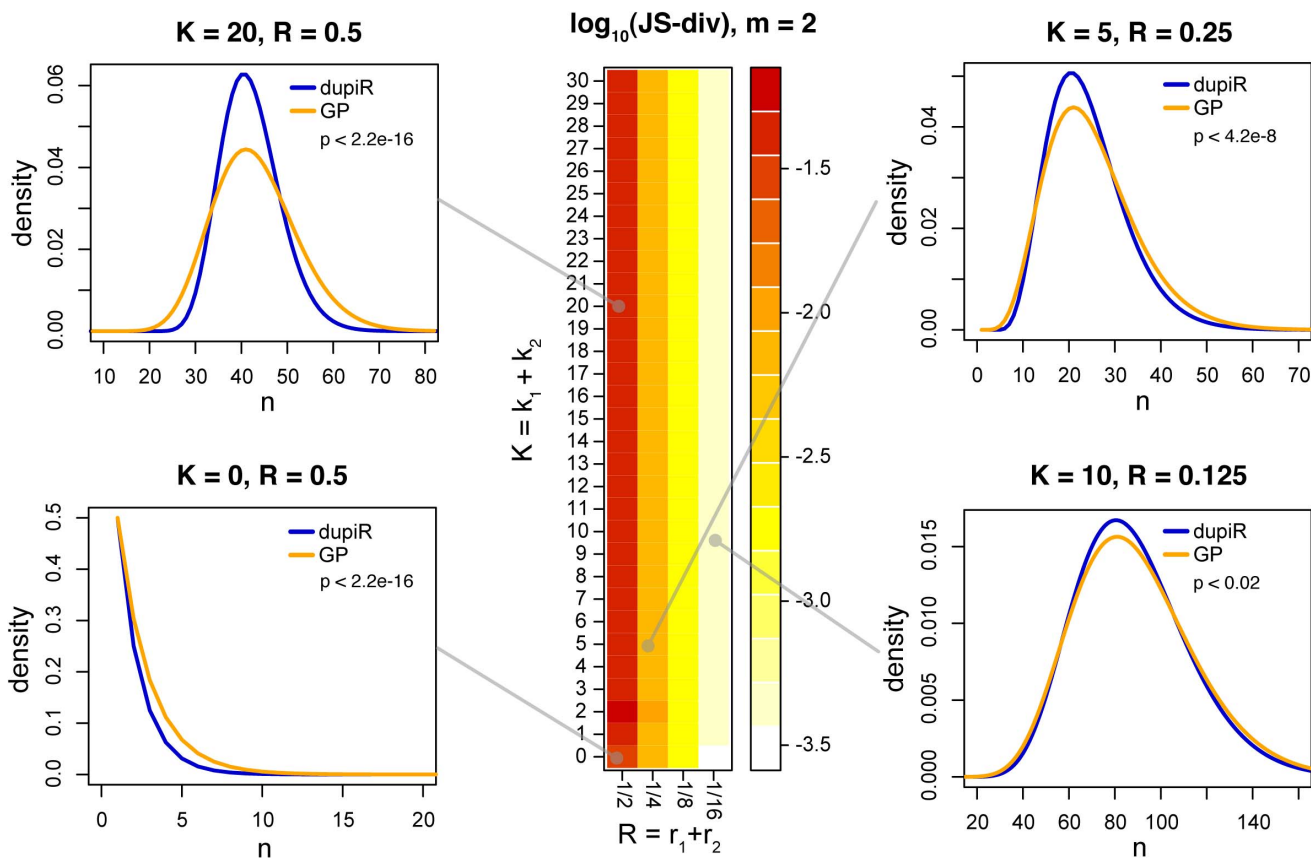 K = 20, R = 0.5
density
0.00
0.02
0.04
0.06
dupiR
GP
p < 2.2e-16
10 20 30 40 50 60 70 80
n
K = 0, R = 0.5
density
0.0
0.1
0.2
0.3
0.4
0.5
dupiR
GP
p < 2.2e-16
0 5 10 15 20
n
log₁₀(JS-div), m = 2
K = k₁ + k₂
30
29
28
27
26
25
24
23
22
21
20
19
18
17
16
15
14
13
12
11
10
9
8
7
6
5
4
3
2
1
0
1/2 1/4 1/8 1/16
R = r₁+r₂
-1.5
-2.0
-2.5
-3.0
-3.5
K = 5, R = 0.25
density
0.00
0.02
0.04
dupiR
GP
p < 4.2e-8
0 10 20 30 40 50 60 70
n
K = 10, R = 0.125
density
0.000
0.005
0.010
0.015
dupiR
GP
p < 0.02
20 40 60 80 100 140
n